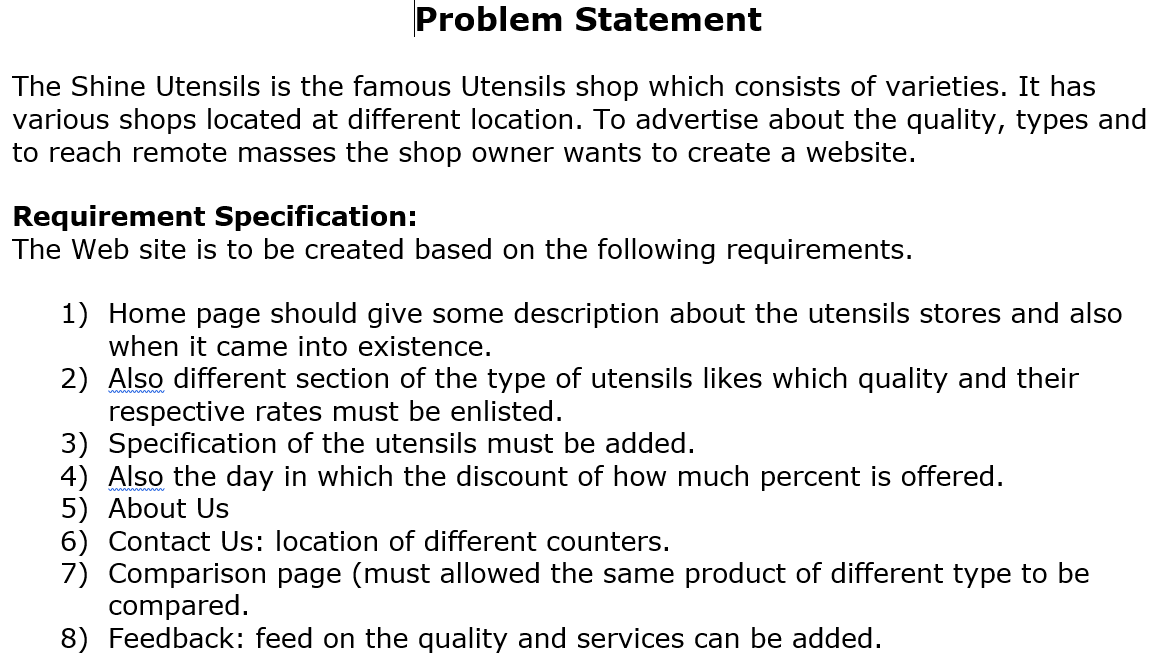 Problem Statement
The Shine Utensils is the famous Utensils shop which consists of varieties. It has
various shops located at different location. To advertise about the quality, types and
to reach remote masses the shop owner wants to create a website.
Requirement Specification:
The Web site is to be created based on the following requirements.
1) Home page should give some description about the utensils stores and also
when it came into existence.
2) Also different section of the type of utensils likes which quality and their
respective rates must be enlisted.
3) Specification of the utensils must be added.
4) Also the day in which the discount of how much percent is offered.
5) About Us
6) Contact Us: location of different counters.
7) Comparison page (must allowed the same product of different type to be
compared.
8) Feedback: feed on the quality and services can be added.